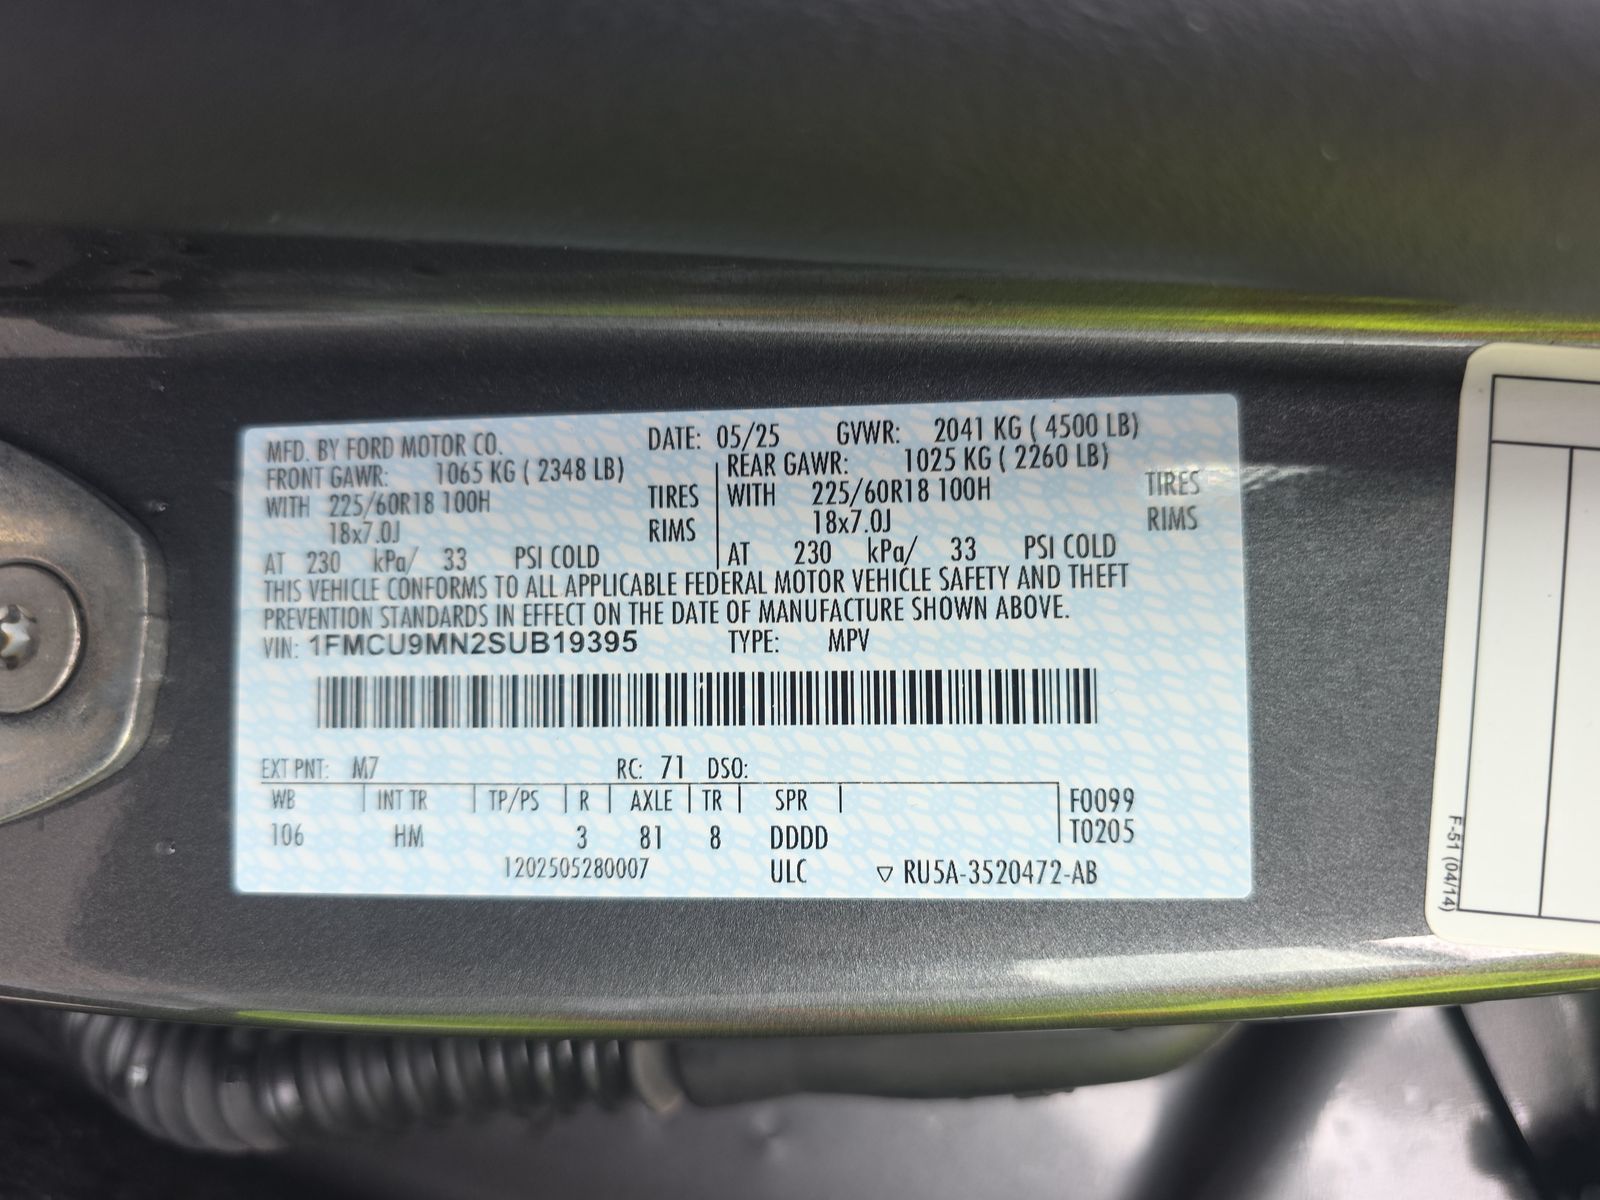 MFD. BY FORD MOTOR CO. DATE: 05/25 GVWR: 2041 KG ( 4500 LB)
FRONT GAWR: 1065 KG ( 2348 LB) REAR GAWR: 1025 KG ( 2260 LB)
WITH 225/60R18 100H TIRES WITH 225/60R18 100H TIRES
18x7.0J RIMS 18x7.0J RIMS
AT 230 kPa/ 33 PSI COLD AT 230 kPa/ 33 PSI COLD
THIS VEHICLE CONFORMS TO ALL APPLICABLE FEDERAL MOTOR VEHICLE SAFETY AND THEFT
PREVENTION STANDARDS IN EFFECT ON THE DATE OF MANUFACTURE SHOWN ABOVE.
VIN: 1FMCU9MN2SUB19395 TYPE: MPV
EXT PNT: M7 RC: 71 DSO:
WB INT TR TP/PS R AXLE TR SPR F0099
106 HM 3 81 8 DDDD T0205
1202505280007 ULC ▽ RU5A-3520472-AB
F-51 (04/14)